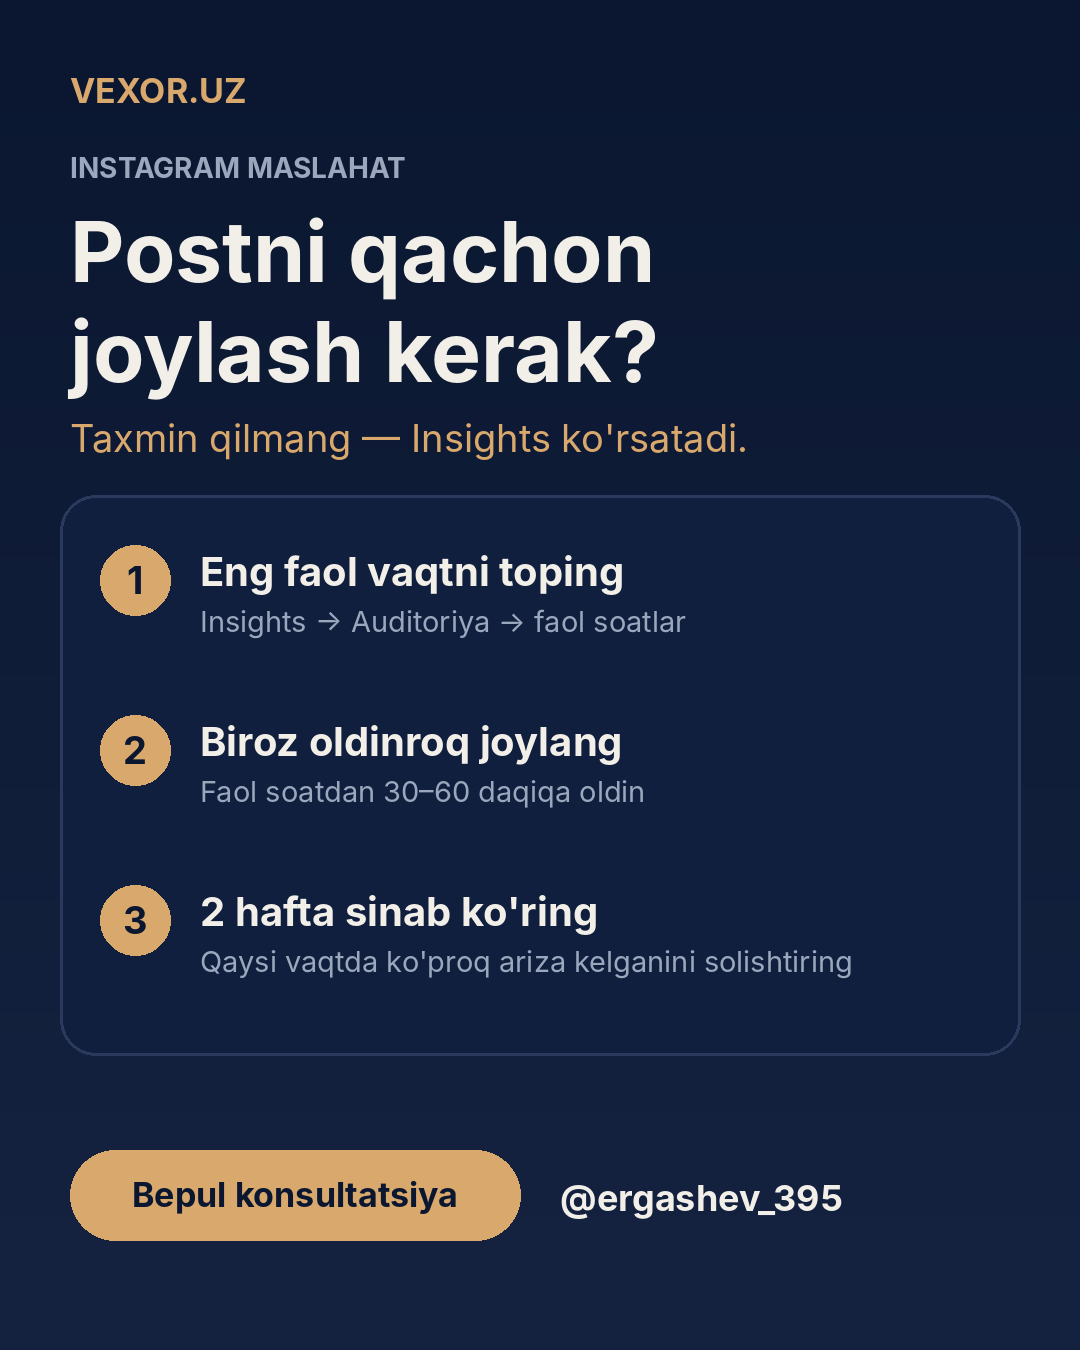 VEXOR.UZ
INSTAGRAM MASLAHAT
Postni qachon
joylash kerak?
Taxmin qilmang — Insights ko'rsatadi.
1
Eng faol vaqtni toping
Insights → Auditoriya → faol soatlar
2
Biroz oldinroq joylang
Faol soatdan 30–60 daqiqa oldin
3
2 hafta sinab ko'ring
Qaysi vaqtda ko'proq ariza kelganini solishtiring
Bepul konsultatsiya
@ergashev_395